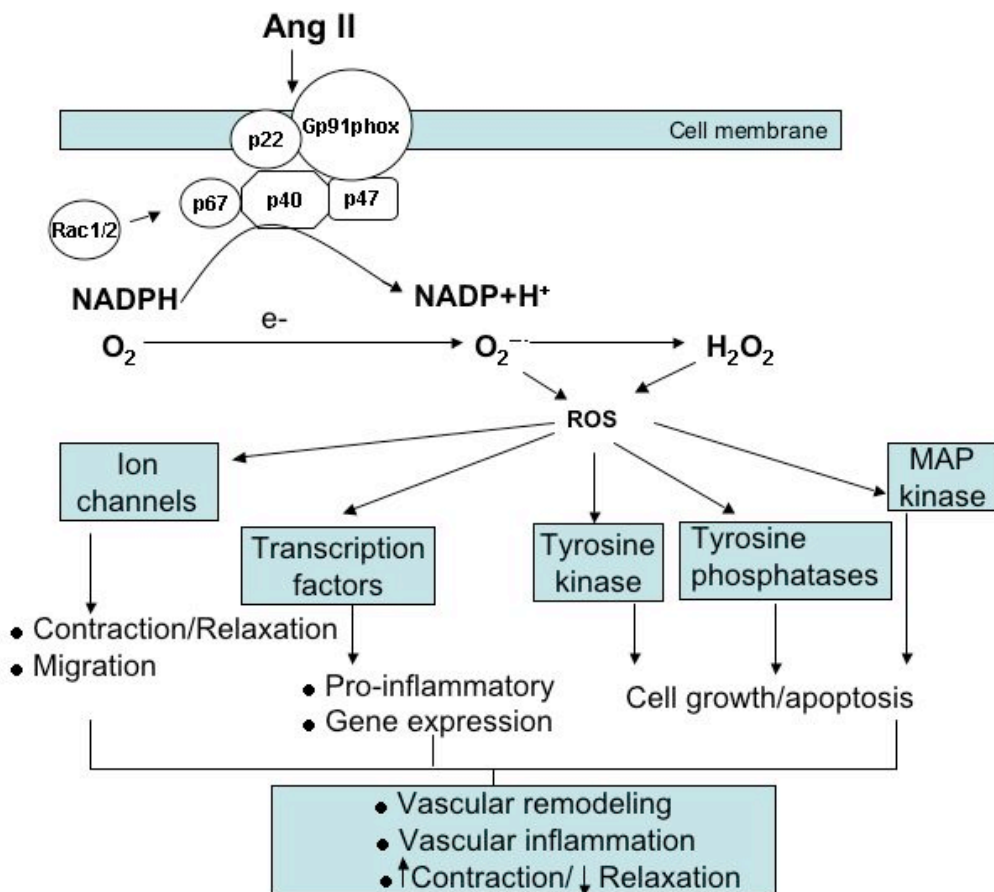 Ang II
Gp91phox
Cell membrane
p22
p67
p40
p47
Rac1/2
NADPH
NADP+H⁺
e-
O₂
O₂⁻·
H₂O₂
ROS
Ion
channels
MAP
kinase
Transcription
factors
Tyrosine
kinase
Tyrosine
phosphatases
• Contraction/Relaxation
• Migration
• Pro-inflammatory
• Gene expression
Cell growth/apoptosis
• Vascular remodeling
• Vascular inflammation
• ↑Contraction/↓ Relaxation